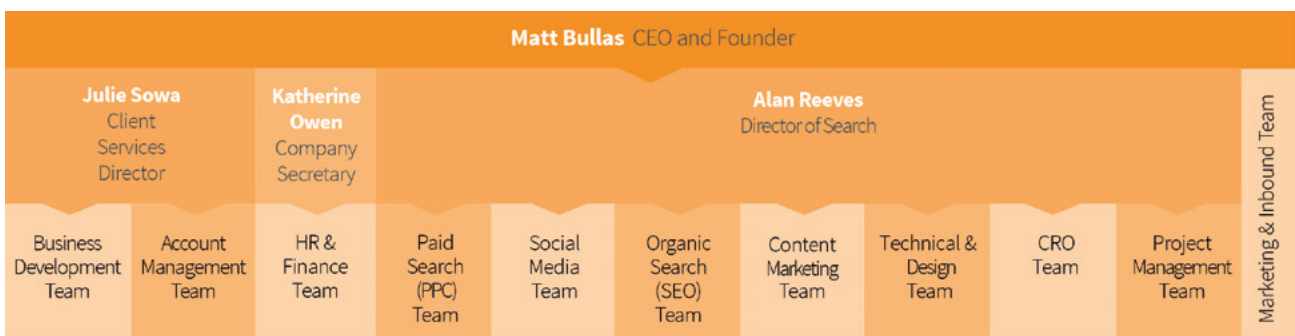 Matt Bullas CEO and Founder
Julie Sowa
Client
Services
Director
Katherine
Owen
Company
Secretary
Alan Reeves
Director of Search
Marketing & Inbound Team
Business
Development
Team
Account
Management
Team
HR &
Finance
Team
Paid
Search
(PPC)
Team
Social
Media
Team
Organic
Search
(SEO)
Team
Content
Marketing
Team
Technical &
Design
Team
CRO
Team
Project
Management
Team